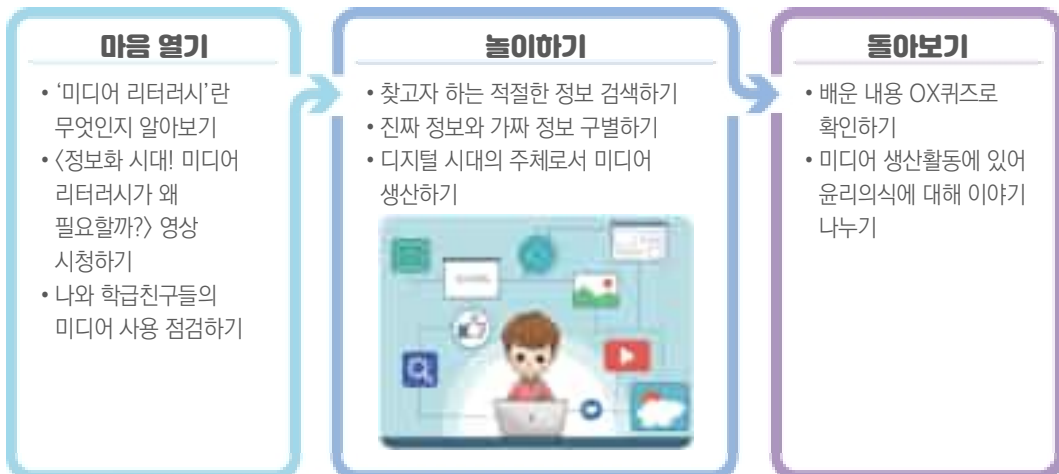 마음 열기
• ‘미디어 리터러시’란
무엇인지 알아보기
• 〈정보화 시대! 미디어
리터러시가 왜
필요할까?〉 영상
시청하기
• 나와 학급친구들의
미디어 사용 점검하기
놀이하기
• 찾고자 하는 적절한 정보 검색하기
• 진짜 정보와 가짜 정보 구별하기
• 디지털 시대의 주체로서 미디어
생산하기
돌아보기
• 배운 내용 OX퀴즈로
확인하기
• 미디어 생산활동에 있어
윤리의식에 대해 이야기
나누기